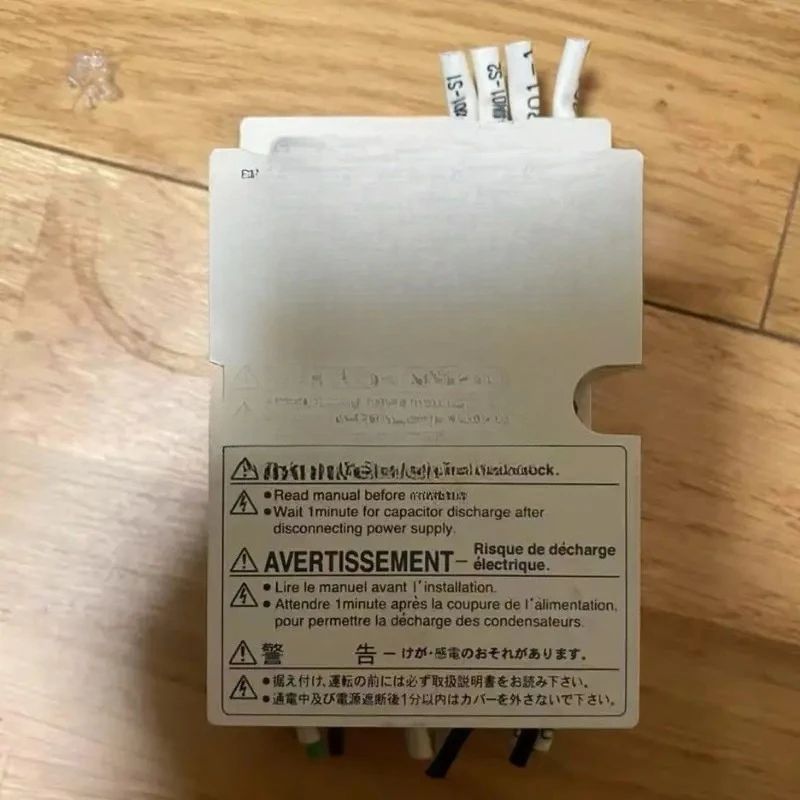 -S1
-S2
01-1
Read manual before
Wait 1minute for capacitor discharge after
disconnecting power supply.
AVERTISSEMENT– Risque de décharge
électrique.
Lire le manuel avant l'installation.
Attendre 1minute après la coupure de l'alimentation,
pour permettre la décharge des condensateurs.
警 告 – けが・感電のおそれがあります。
据え付け、運転の前には必ず取扱説明書をお読み下さい。
通電中及び電源遮断後1分以内はカバーを外さないで下さい。